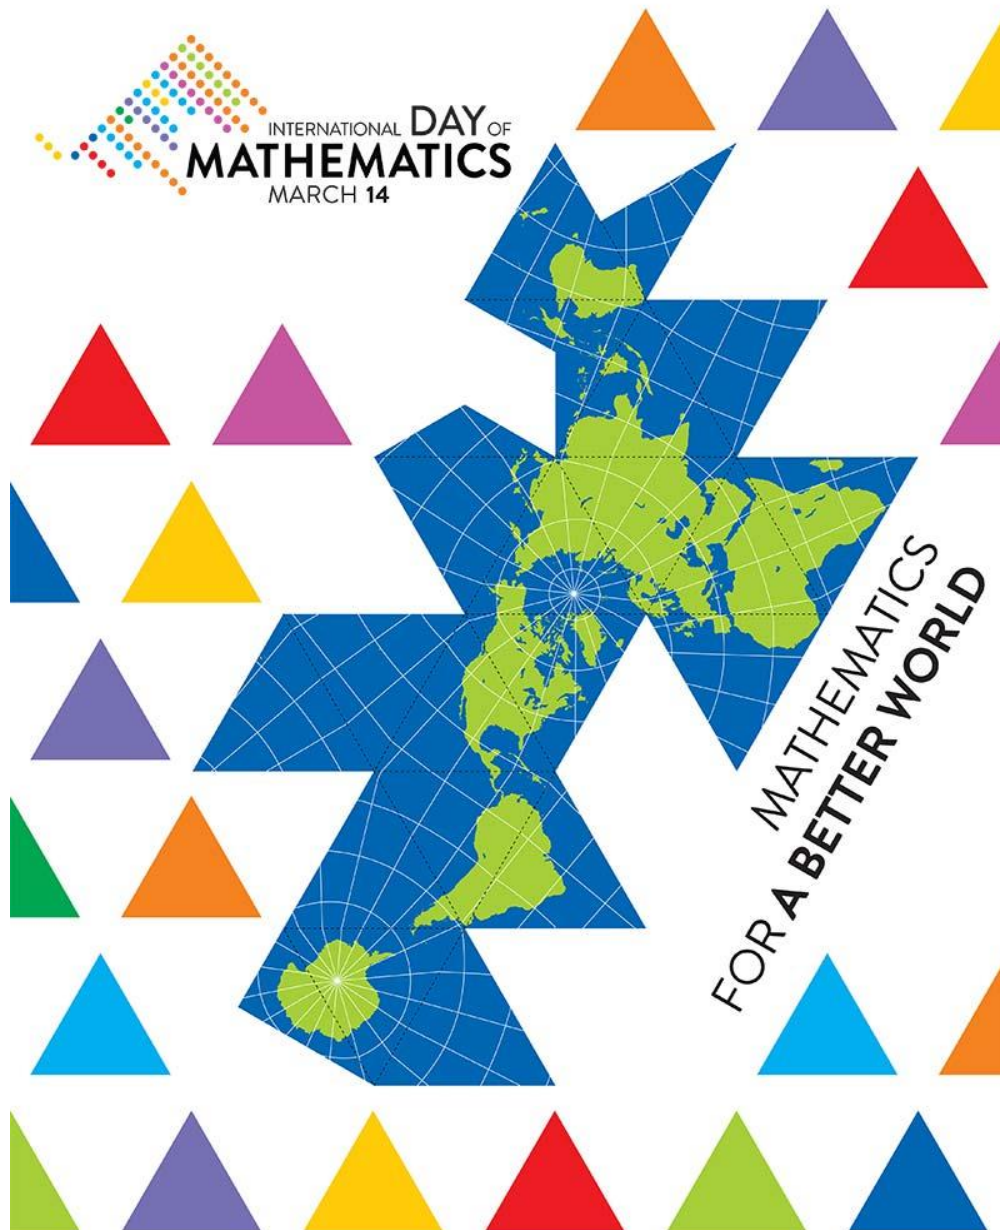 INTERNATIONAL DAY OF
MATHEMATICS
MARCH 14
MATHEMATICS
FOR A BETTER WORLD